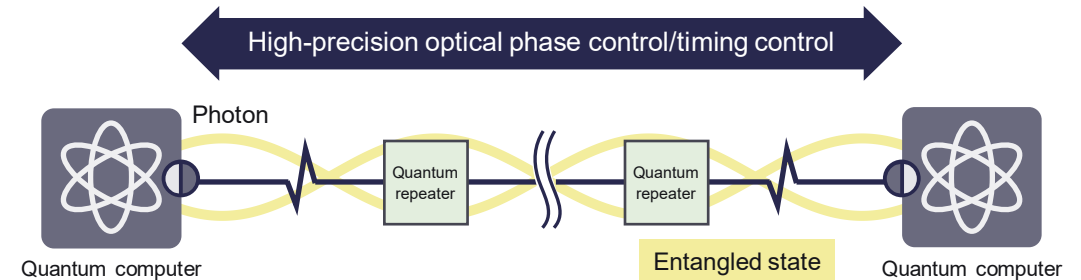 High-precision optical phase control/timing control
Photon
Quantum
repeater
Quantum
repeater
Entangled state
Quantum computer
Quantum computer